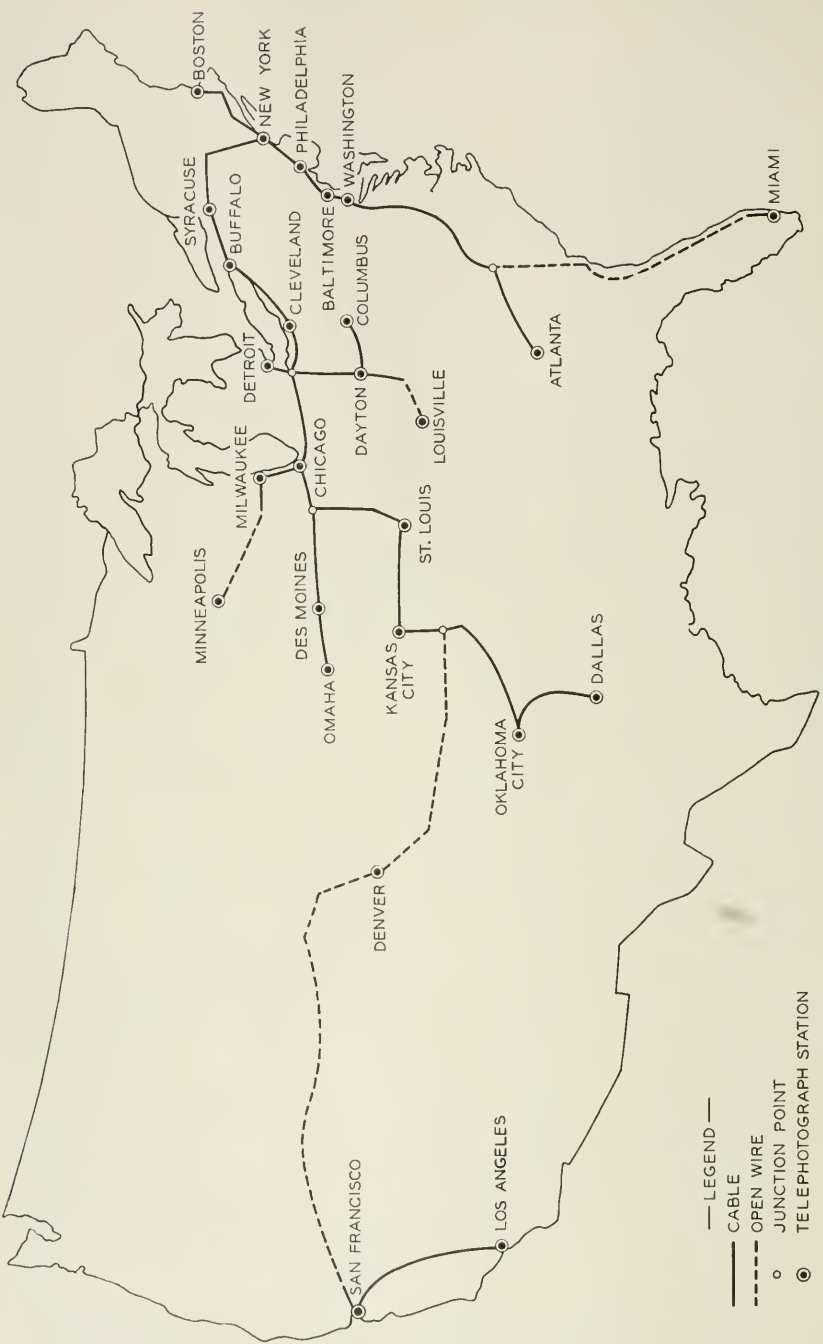 BOSTON
NEW YORK
PHILADELPHIA
WASHINGTON
SYRACUSE
BUFFALO
CLEVELAND
BALTIMORE
COLUMBUS
DETROIT
DAYTON
LOUISVILLE
ATLANTA
MIAMI
MILWAUKEE
CHICAGO
MINNEAPOLIS
DES MOINES
ST. LOUIS
OMAHA
KANSAS
CITY
DALLAS
OKLAHOMA
CITY
DENVER
SAN FRANCISCO
LOS ANGELES
— LEGEND —
CABLE
OPEN WIRE
JUNCTION POINT
TELEPHOTOGRAPH STATION